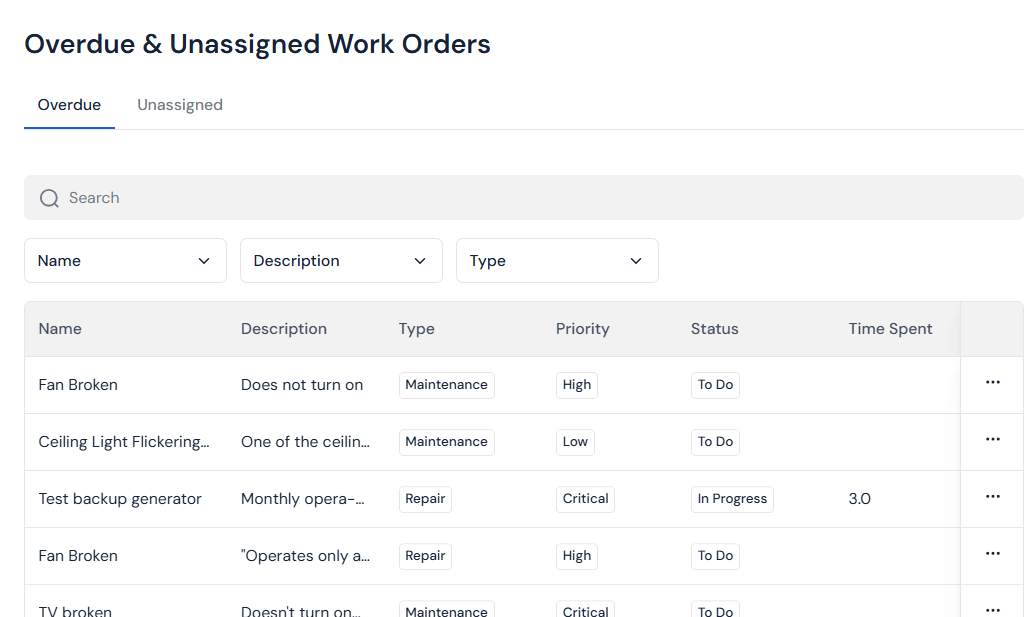 Overdue & Unassigned Work Orders
Overdue Unassigned
Search
Name Description Type
Name Description Type Priority Status Time Spent
Fan Broken Does not turn on Maintenance High To Do
Ceiling Light Flickering... One of the ceilin... Maintenance Low To Do
Test backup generator Monthly opera-... Repair Critical In Progress 3.0
Fan Broken "Operates only a... Repair High To Do
TV broken Doesn't turn on... Maintenance Critical To Do